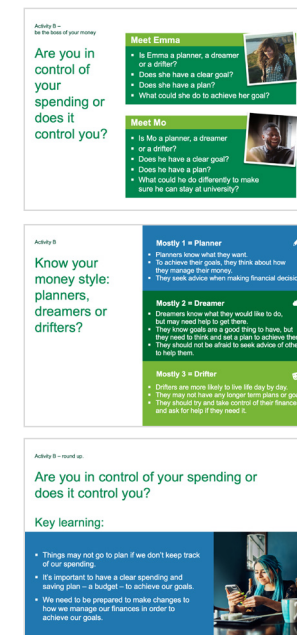 Activity B –
be the boss of your money
Are you in
control of
your
spending or
does it
control you?
Meet Emma
• Is Emma a planner, a dreamer
or a drifter?
• Does she have a clear goal?
• Does she have a plan?
• What could she do to achieve her goal?
Meet Mo
• Is Mo a planner, a dreamer
• or a drifter?
• Does he have a clear goal?
• Does he have a plan?
• What could he do differently to make
sure he can stay at university?
Activity B
Know your
money style:
planners,
dreamers or
drifters?
Mostly 1 = Planner
• Planners know what they want.
• To achieve their goals, they think about how
they manage their money.
• They seek advice when making financial decisio
Mostly 2 = Dreamer
• Dreamers know what they would like to do,
but may need help to get there.
• They know goals are a good thing to have, but
they need to think and set a plan to achieve the
• They should not be afraid to seek advice of othe
to help them.
Mostly 3 = Drifter
• Drifters are more likely to live life day by day.
• They may not have any longer term plans or go
• They should try and take control of their finance
and ask for help if they need it.
Activity B – round up.
Are you in control of your spending or
does it control you?
Key learning:
• Things may not go to plan if we don't keep track
of our spending.
• It's important to have a clear spending and
saving plan – a budget – to achieve our goals.
• We need to be prepared to make changes to
how we manage our finances in order to
achieve our goals.